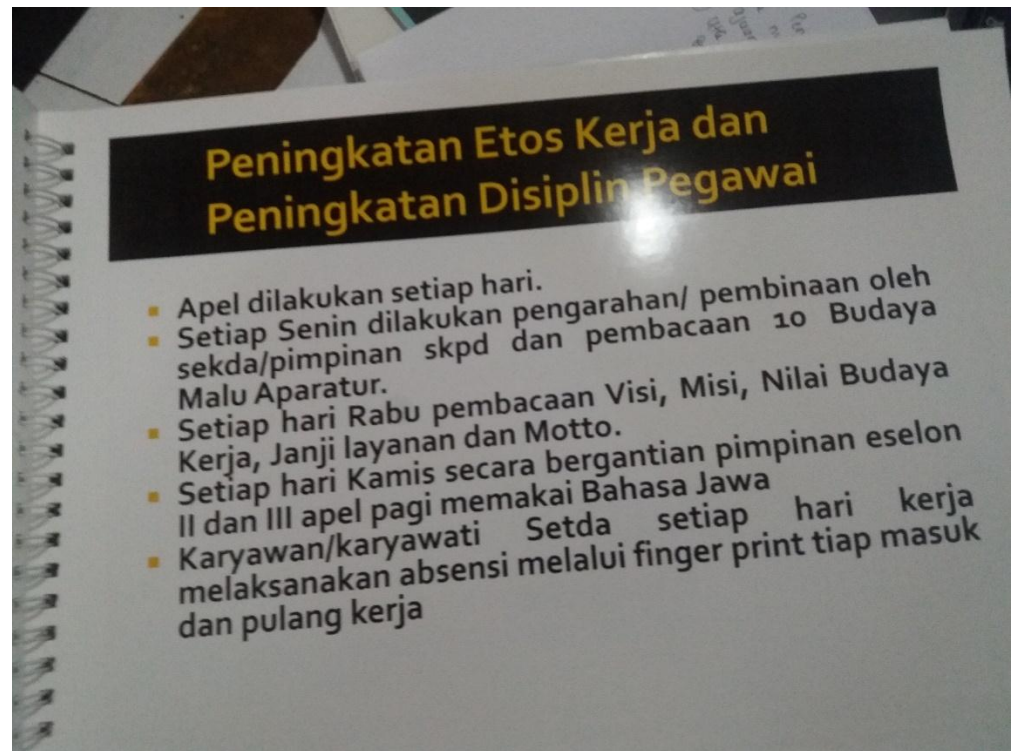 Peningkatan Etos Kerja dan
Peningkatan Disiplin Pegawai
Apel dilakukan setiap hari.
Setiap Senin dilakukan pengarahan/ pembinaan oleh
sekda/pimpinan skpd dan pembacaan 10 Budaya
Malu Aparatur.
Setiap hari Rabu pembacaan Visi, Misi, Nilai Budaya
Kerja, Janji layanan dan Motto.
Setiap hari Kamis secara bergantian pimpinan eselon
II dan III apel pagi memakai Bahasa Jawa
Karyawan/karyawati Setda setiap hari kerja
melaksanakan absensi melalui finger print tiap masuk
dan pulang kerja